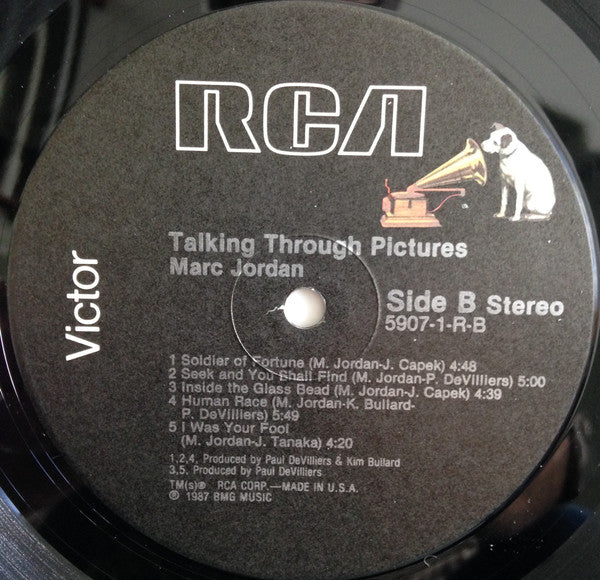 RCA
Victor
Talking Through Pictures
Marc Jordan
Side B Stereo
5907-1-R-B
1 Soldier of Fortune (M. Jordan-J. Capek) 4:48
2 Seek and You Shall Find (M. Jordan-P. DeVilliers) 5:00
3 Inside the Glass Bead (M. Jordan-J. Capek) 4:39
4 Human Race (M. Jordan-K. Bullard-
P. DeVilliers) 5:49
5 I Was Your Fool
(M. Jordan-J. Tanaka) 4:20
1,2,4, Produced by Paul DeVilliers & Kim Bullard
3,5, Produced by Paul DeVilliers
TM(s)® RCA CORP.—MADE IN U.S.A.
℗ 1987 BMG MUSIC